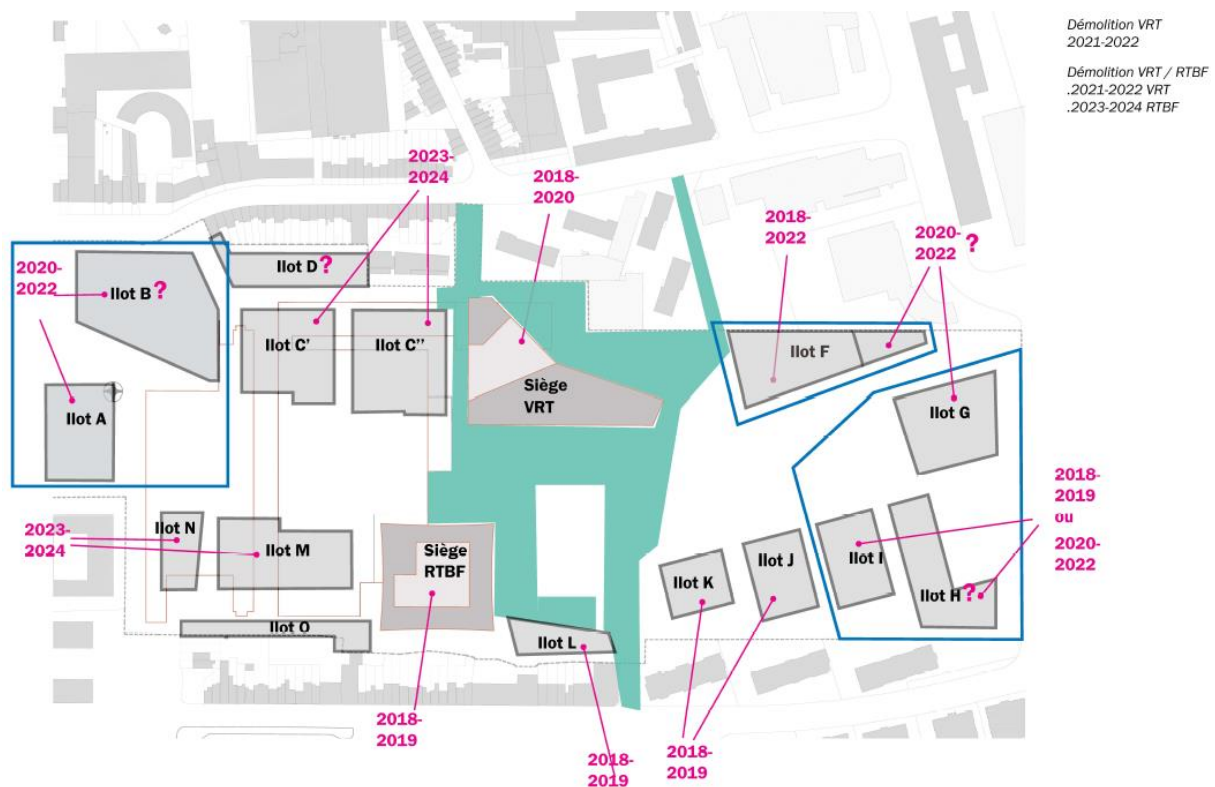 Démolition VRT
2021-2022
Démolition VRT / RTBF
.2021-2022 VRT
.2023-2024 RTBF
2023-
2024
2018-
2020
2018-
2022
2020-
2022 ?
2020-
2022
Ilot D ?
Ilot B ?
Ilot C'
Ilot C''
Ilot F
Siège
VRT
Ilot A
Ilot G
2018-
2019
ou
2020-
2022
Ilot N
2023-
2024
Ilot M
Siège
RTBF
Ilot J
Ilot I
Ilot K
Ilot H ?
Ilot O
Ilot L
2018-
2019
2018-
2019
2018-
2019